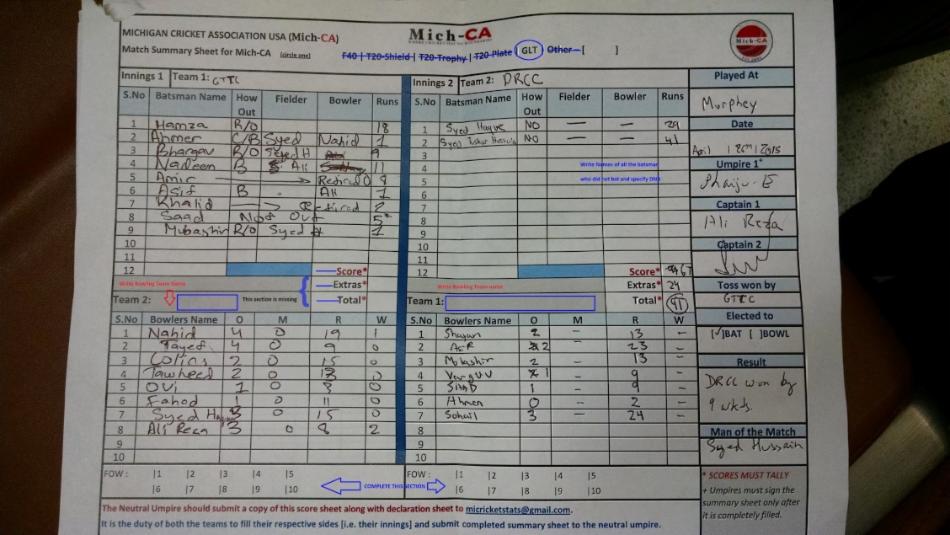 MICHIGAN CRICKET ASSOCIATION USA (Mich-CA)
Mich-CA
Match Summary Sheet for Mich-CA (circle one) F40 | T20-Shield | T20-Trophy | T20-Plate | GLT | Other – [ ]
Mich-CA
Innings 1 Team 1: GTTC
S.No Batsman Name How Out Fielder Bowler Runs
1 Hamza R/O 18
2 Ahmer C/B Syed Nahid 1
3 Bhargav R/O Syed H 9
4 Nadeem B Ali 11
5 Amir Retired 8
6 Asif B - Ali 1
7 Khalid Retired 2
8 Saad Not Out 5*
9 Mubashir R/O Syed H 1
10
11
12 Score*
Write Bowling Team Name Extras*
Team 2: This section is missing Total*
S.No Bowlers Name O M R W
1 Nahid 4 0 19 1
2 Tayef 4 0 9 0
3 Colins 2 0 15 0
4 Tawheed 2 0 0
5 Ovi 1 0 0
6 Fahod 1 0 11 0
7 Syed 3 0 15 0
8 Ali Reza 3 0 8 2
9
10
FOW : |1 |2 |3 |4 |5
|6 |7 |8 |9 |10
Innings 2 Team 2: DRCC
S.No Batsman Name How Out Fielder Bowler Runs
1 Syed Haque NO — — 29
2 Syed NO — — 41
3
4 Write Names of all the batsman
5 who did not bat and specify DNB
6
7
8
9
10
11
12 Score* 67
Write Bowling Team name Extras* 24
Team 1: Total* 91
S.No Bowlers Name O M R W
1 Shayan 2 – 13 –
2 Asif 2 – 23 –
3 Mobashir 2 – 13 –
4 1 – 9 –
5 1 – 9 –
6 Ahmer 0 – 2 –
7 Sohail 3 – 24 –
8
9
10
FOW : |1 |2 |3 |4 |5
COMPLETE THIS SECTION |6 |7 |8 |9 |10
Played At
Murphey
Date
April 2015
Umpire 1+
Captain 1
Ali Reza
Captain 2
Toss won by
GTTC
Elected to
[✓]BAT [ ]BOWL
Result
DRCC won by
9 wkds.
Man of the Match
Syed Hussain
* SCORES MUST TALLY
+ Umpires must sign the
summary sheet only after
it is completely filled.
The Neutral Umpire should submit a copy of this score sheet along with declaration sheet to micricketstats@gmail.com.
It is the duty of both the teams to fill their respective sides [i.e. their innings] and submit completed summary sheet to the neutral umpire.